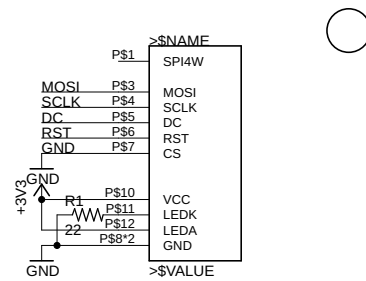 >$NAME
P$1 SPI4W
MOSI P$3 MOSI
SCLK P$4 SCLK
DC P$5 DC
RST P$6 RST
GND P$7 CS
GND
+3V3
P$10 VCC
R1 P$11 LEDK
22 P$12 LEDA
P$8*2 GND
GND
>$VALUE